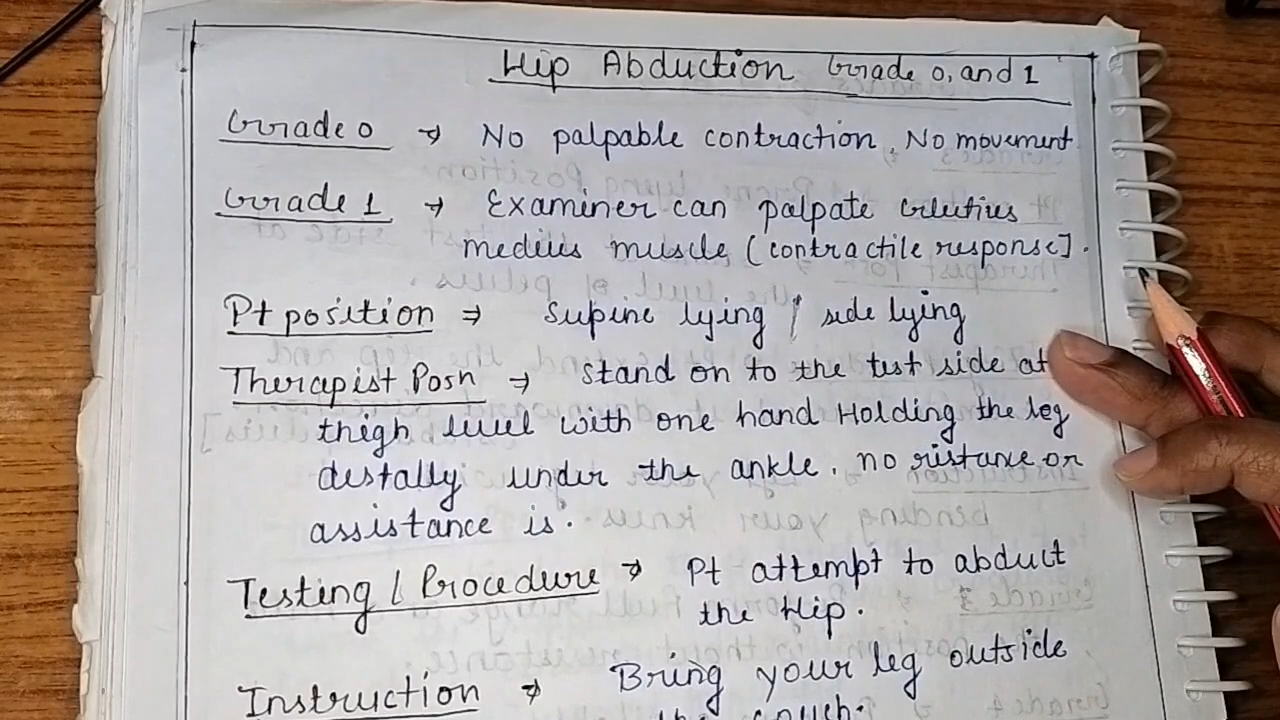 Hip Abduction Grade 0, and 1
Grade 0 → No palpable contraction, No movement
Grade 1 → Examiner can palpate Glutius
medius muscle (contractile response].
Pt position ⇒ Supine lying / side lying
Therapist Posn → Stand on to the test side at
thigh level with one hand Holding the leg
distally under the ankle. no ristance or
assistance is.
Testing / Procedure → Pt attempt to abduct
the Hip.
Instruction → Bring your leg outside
the couch.